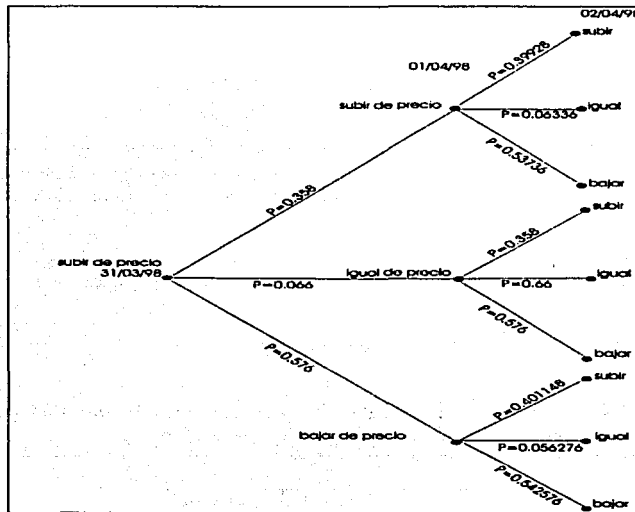 02/04/98
subir
P=0.39928
01/04/98
subir de precio
igual
P=0.06336
P=0.53736
bajar
subir
P=0.358
P=0.358
subir de precio
31/03/98
igual de precio
igual
P=0.066
P=0.66
P=0.576
P=0.576
bajar
subir
P=0.401148
bajar de precio
igual
P=0.056276
P=0.542576
bajar